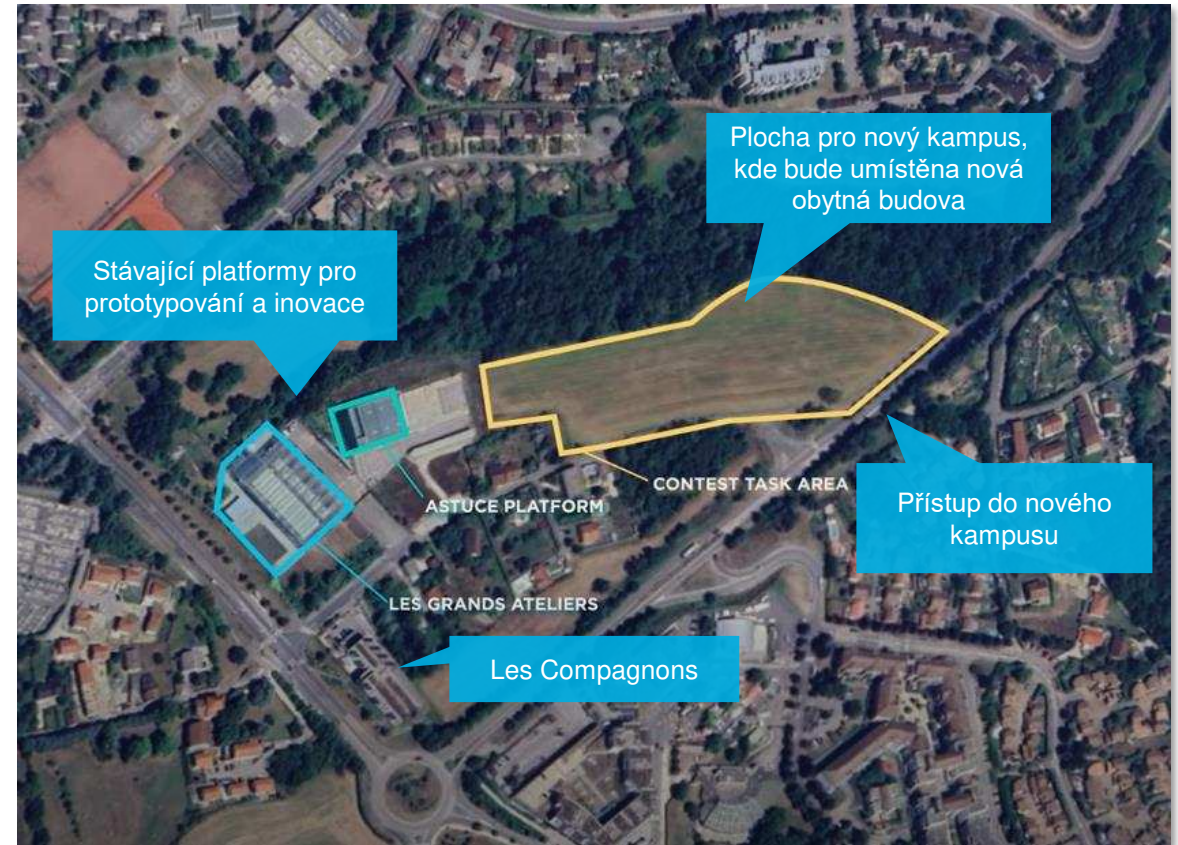 Plocha pro nový kampus,
kde bude umístěna nová
obytná budova
Stávající platformy pro
prototypování a inovace
CONTEST TASK AREA
Přístup do nového
kampusu
ASTUCE PLATFORM
LES GRANDS ATELIERS
Les Compagnons